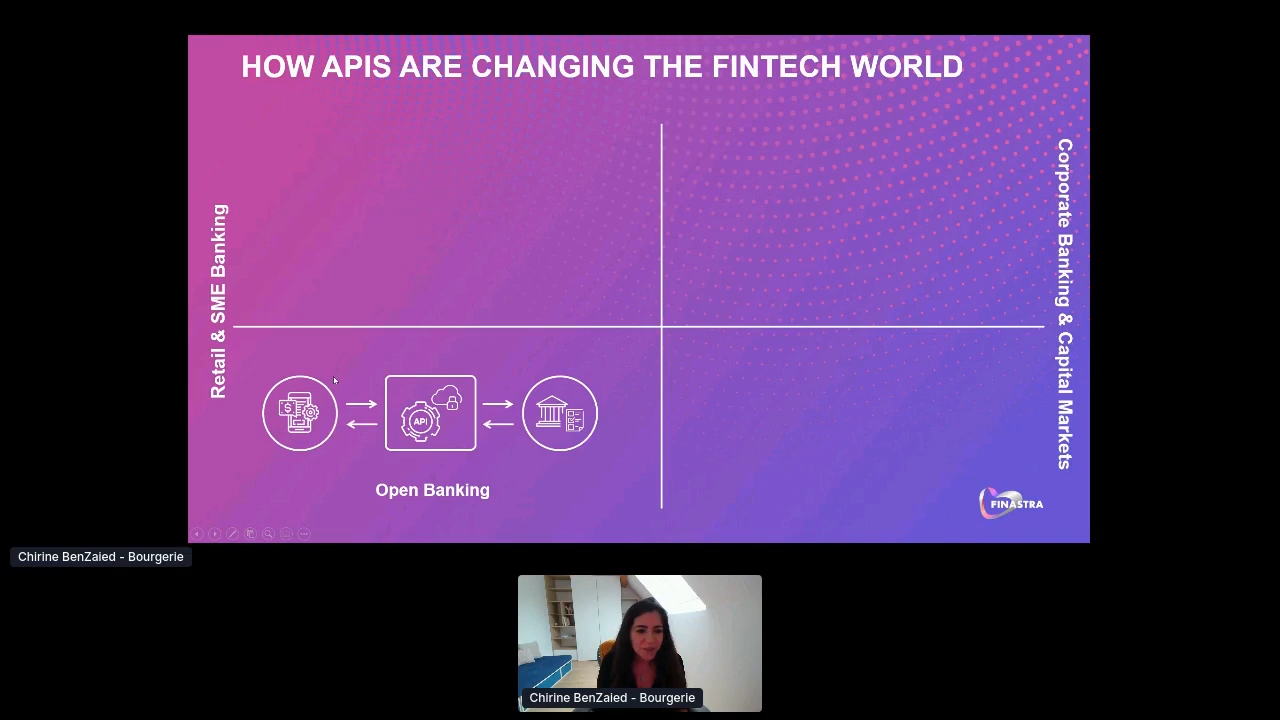 HOW APIS ARE CHANGING THE FINTECH WORLD
Retail & SME Banking
Corporate Banking & Capital Markets
$
API
Open Banking
FINASTRA
Chirine BenZaied - Bourgerie
Chirine BenZaied - Bourgerie